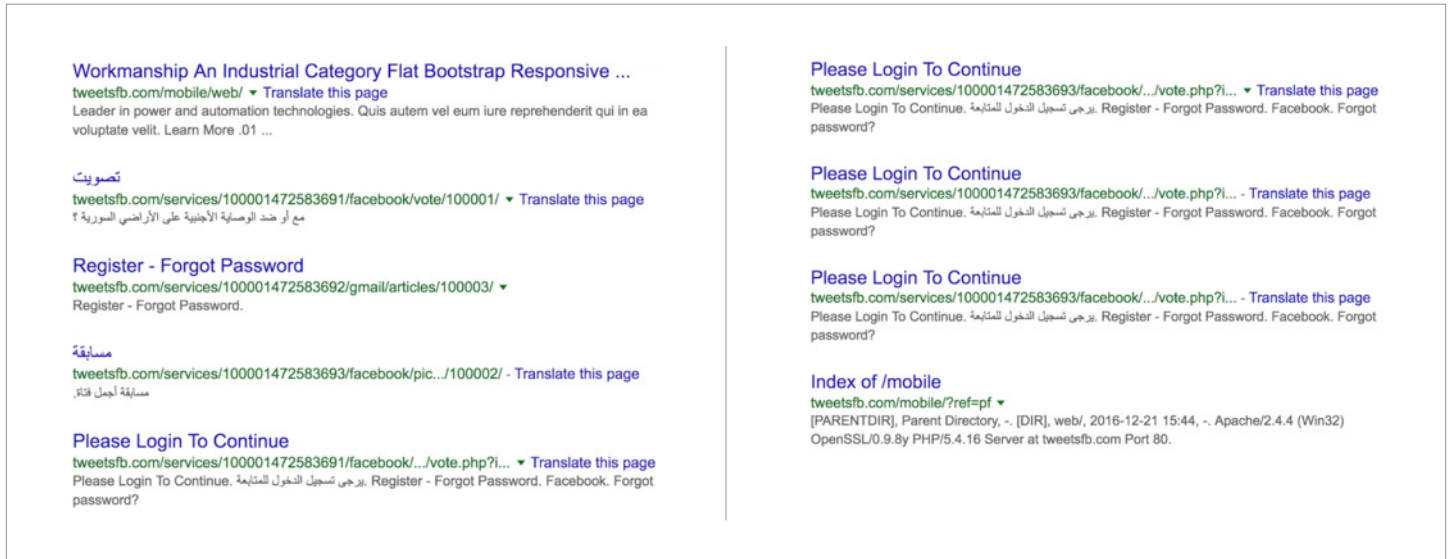 Workmanship An Industrial Category Flat Bootstrap Responsive ...
tweetsfb.com/mobile/web/ ▼ Translate this page
Leader in power and automation technologies. Quis autem vel eum iure reprehenderit qui in ea
voluptate velit. Learn More .01 ...
تصويت
tweetsfb.com/services/100001472583691/facebook/vote/100001/ ▼ Translate this page
مع أو ضد الوصاية الأجنبية على الأراضي السورية ؟
Register - Forgot Password
tweetsfb.com/services/100001472583692/gmail/articles/100003/ ▼
Register - Forgot Password.
مسابقة
tweetsfb.com/services/100001472583693/facebook/pic.../100002/ - Translate this page
مسابقة أجمل فتاة.
Please Login To Continue
tweetsfb.com/services/100001472583691/facebook/.../vote.php?i... ▼ Translate this page
Please Login To Continue. يرجى تسجيل الدخول للمتابعة. Register - Forgot Password. Facebook. Forgot
password?
Please Login To Continue
tweetsfb.com/services/100001472583693/facebook/.../vote.php?i... ▼ Translate this page
Please Login To Continue. يرجى تسجيل الدخول للمتابعة. Register - Forgot Password. Facebook. Forgot
password?
Please Login To Continue
tweetsfb.com/services/100001472583693/facebook/.../vote.php?i... - Translate this page
Please Login To Continue. يرجى تسجيل الدخول للمتابعة. Register - Forgot Password. Facebook. Forgot
password?
Please Login To Continue
tweetsfb.com/services/100001472583693/facebook/.../vote.php?i... - Translate this page
Please Login To Continue. يرجى تسجيل الدخول للمتابعة. Register - Forgot Password. Facebook. Forgot
password?
Index of /mobile
tweetsfb.com/mobile/?ref=pf ▼
[PARENTDIR], Parent Directory, -. [DIR], web/, 2016-12-21 15:44, -. Apache/2.4.4 (Win32)
OpenSSL/0.9.8y PHP/5.4.16 Server at tweetsfb.com Port 80.